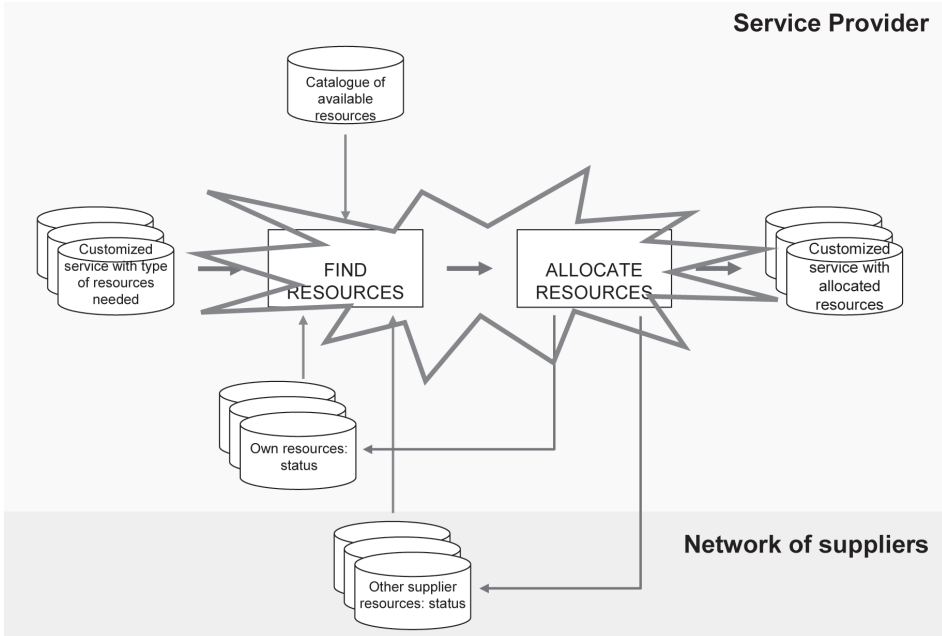 Service Provider
Catalogue of
available
resources
Customized
service with type
of resources
needed
FIND
RESOURCES
ALLOCATE
RESOURCES
Customized
service with
allocated
resources
Own resources:
status
Network of suppliers
Other supplier
resources: status